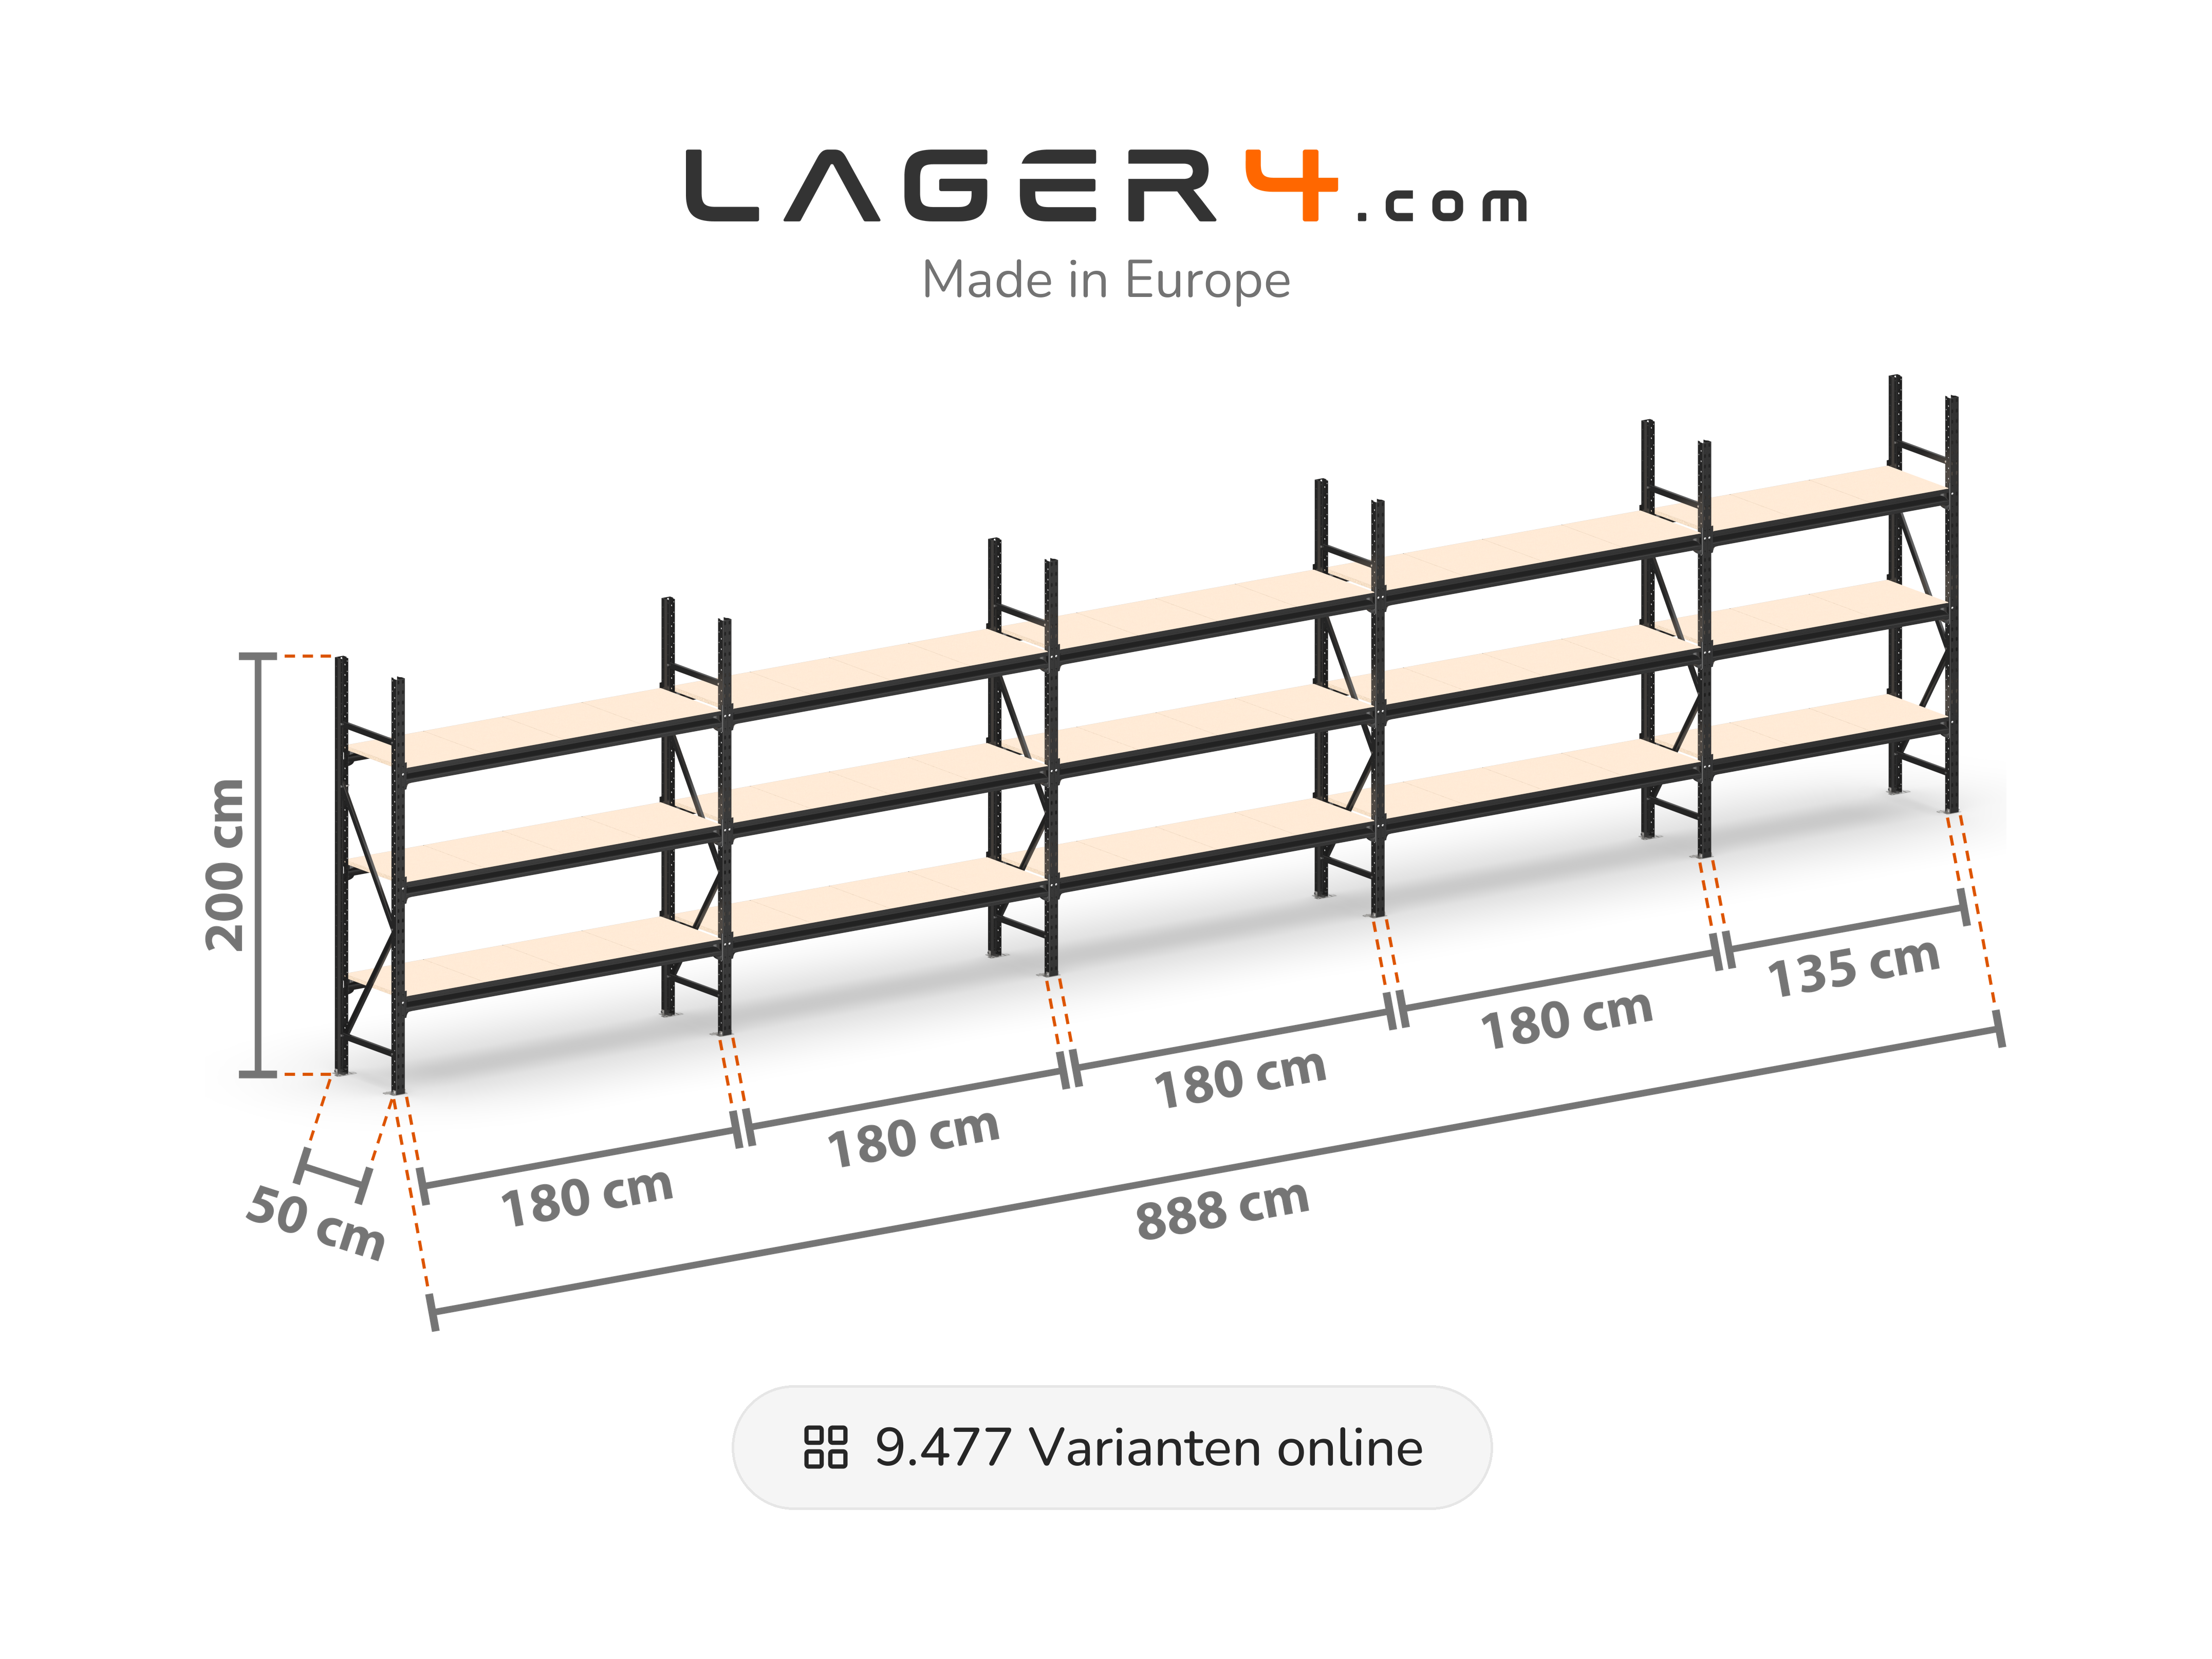 LAGER4.com
Made in Europe
200 cm
50 cm
180 cm
180 cm
180 cm
180 cm
135 cm
888 cm
9.477 Varianten online